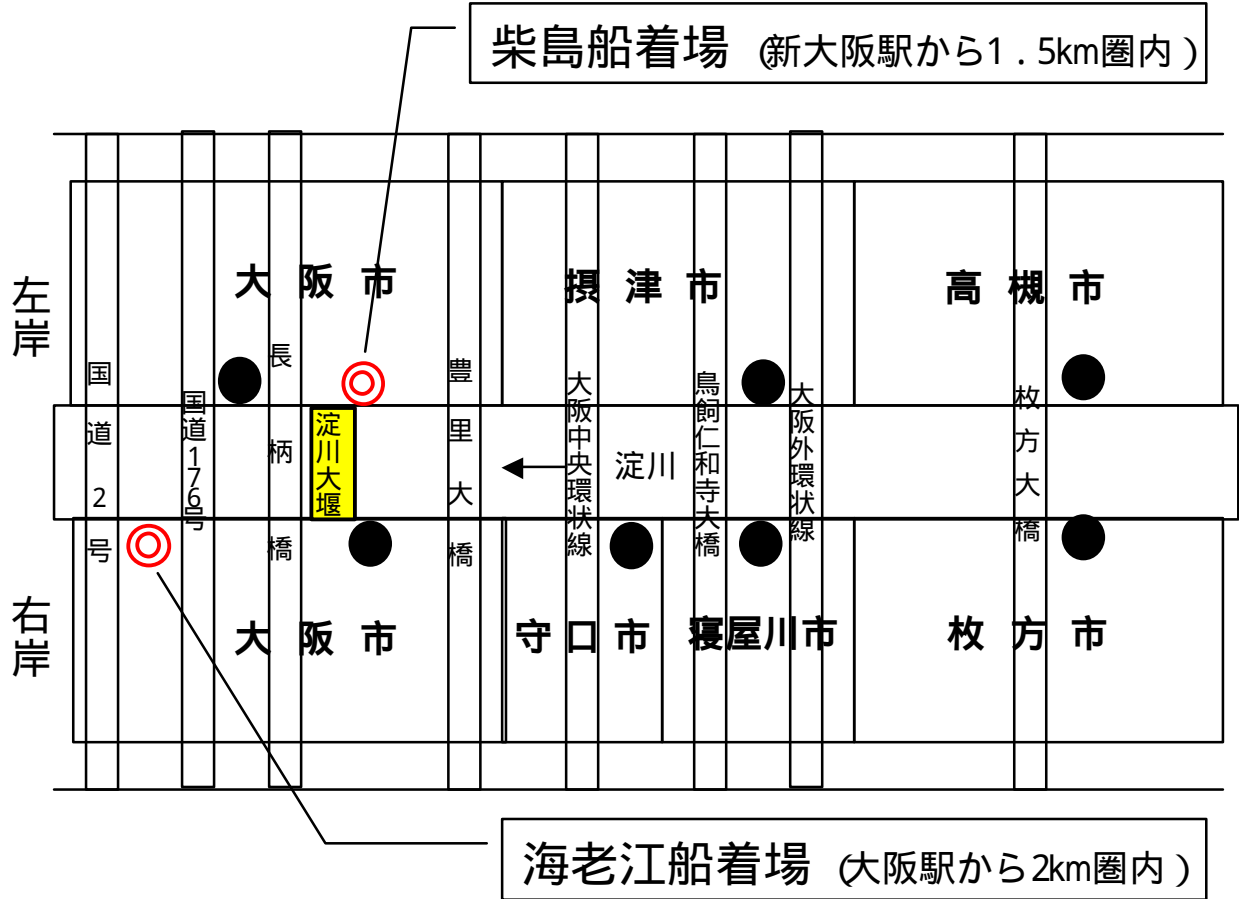 柴島船着場 (新大阪駅から1．5km圏内）
左岸
大阪市
摂津市
高槻市
国道2号
国道176号
長柄橋
淀川大堰
豊里大橋
大阪中央環状線
淀川
鳥飼仁和寺大橋
大阪外環状線
枚方大橋
右岸
大阪市
守口市
寝屋川市
枚方市
海老江船着場 (大阪駅から2km圏内）